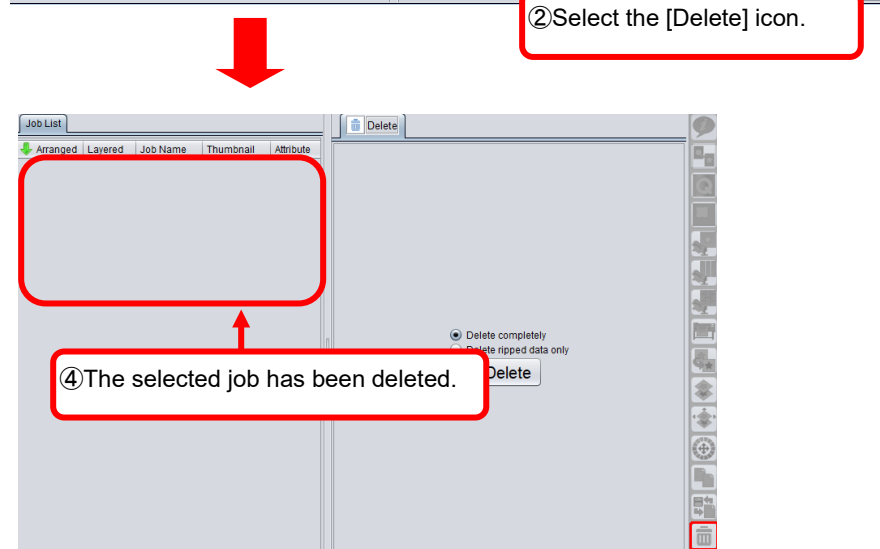 ②Select the [Delete] icon.
Job List
Delete
Arranged Layered Job Name Thumbnail Attribute
Delete completely
Delete ripped data only
Delete
④The selected job has been deleted.